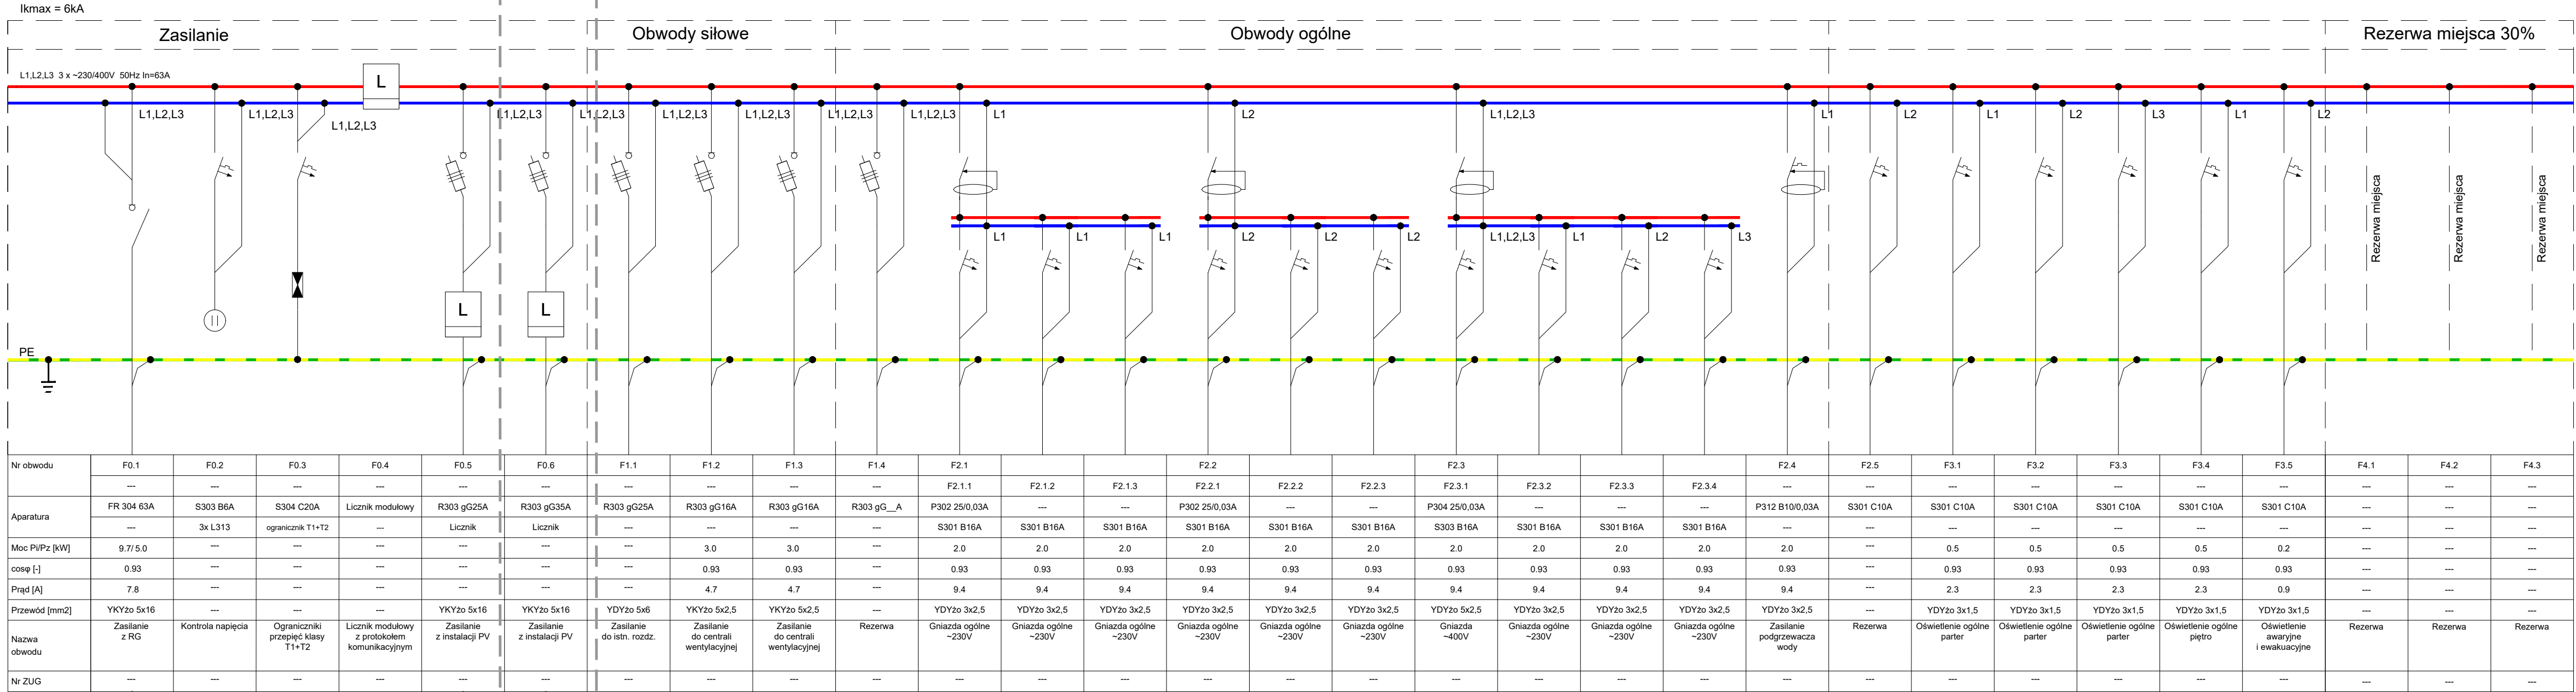 Ikmax = 6kA
Zasilanie
Obwody siłowe
Obwody ogólne
Rezerwa miejsca 30%
L1,L2,L3 3 x ~230/400V 50Hz In=63A
L
L1,L2,L3
L1,L2,L3
L1,L2,L3
L1,L2,L3
L1,L2,L3
L1,L2,L3
L1,L2,L3
L1,L2,L3
L1,L2,L3
L1
L2
L1,L2,L3
L1
L2
L1
L2
L3
L1
L2
Rezerwa miejsca
Rezerwa miejsca
Rezerwa miejsca
L1
L1
L1
L2
L2
L2
L1,L2,L3
L1
L2
L3
L
L
PE
Nr obwodu F0.1 F0.2 F0.3 F0.4 F0.5 F0.6 F1.1 F1.2 F1.3 F1.4 F2.1 F2.2 F2.3 F2.4 F2.5 F3.1 F3.2 F3.3 F3.4 F3.5 F4.1 F4.2 F4.3
--- --- --- --- --- --- --- --- --- --- F2.1.1 F2.1.2 F2.1.3 F2.2.1 F2.2.2 F2.2.3 F2.3.1 F2.3.2 F2.3.3 F2.3.4 --- --- --- --- --- --- --- --- --- ---
Aparatura FR 304 63A S303 B6A S304 C20A Licznik modułowy R303 gG25A R303 gG35A R303 gG25A R303 gG16A R303 gG16A R303 gG__A P302 25/0,03A --- --- P302 25/0,03A --- --- P304 25/0,03A --- --- --- P312 B10/0,03A S301 C10A S301 C10A S301 C10A S301 C10A S301 C10A S301 C10A --- --- ---
--- 3x L313 ogranicznik T1+T2 --- Licznik Licznik --- --- --- --- S301 B16A S301 B16A S301 B16A S301 B16A S301 B16A S301 B16A S303 B16A S301 B16A S301 B16A S301 B16A --- --- --- --- --- --- --- --- --- ---
Moc Pi/Pz [kW] 9.7/ 5.0 --- --- --- --- --- --- 3.0 3.0 --- 2.0 2.0 2.0 2.0 2.0 2.0 2.0 2.0 2.0 2.0 2.0 --- 0.5 0.5 0.5 0.5 0.2 --- --- ---
cosφ [-] 0.93 --- --- --- --- --- --- 0.93 0.93 --- 0.93 0.93 0.93 0.93 0.93 0.93 0.93 0.93 0.93 0.93 0.93 --- 0.93 0.93 0.93 0.93 0.93 --- --- ---
Prąd [A] 7.8 --- --- --- --- --- --- 4.7 4.7 --- 9.4 9.4 9.4 9.4 9.4 9.4 9.4 9.4 9.4 9.4 9.4 --- 2.3 2.3 2.3 2.3 0.9 --- --- ---
Przewód [mm2] YKYżo 5x16 --- --- --- YKYżo 5x16 YKYżo 5x16 YDYżo 5x6 YKYżo 5x2,5 YKYżo 5x2,5 --- YDYżo 3x2,5 YDYżo 3x2,5 YDYżo 3x2,5 YDYżo 3x2,5 YDYżo 3x2,5 YDYżo 3x2,5 YDYżo 5x2,5 YDYżo 3x2,5 YDYżo 3x2,5 YDYżo 3x2,5 YDYżo 3x2,5 --- YDYżo 3x1,5 YDYżo 3x1,5 YDYżo 3x1,5 YDYżo 3x1,5 YDYżo 3x1,5 --- --- ---
Nazwa
obwodu
Zasilanie
z RG
Kontrola napięcia
Ograniczniki
przepięć klasy
T1+T2
Licznik modułowy
z protokołem
komunikacyjnym
Zasilanie
z instalacji PV
Zasilanie
z instalacji PV
Zasilanie
do istn. rozdz.
Zasilanie
do centrali
wentylacyjnej
Zasilanie
do centrali
wentylacyjnej
Rezerwa
Gniazda ogólne
~230V
Gniazda ogólne
~230V
Gniazda ogólne
~230V
Gniazda ogólne
~230V
Gniazda ogólne
~230V
Gniazda ogólne
~230V
Gniazda
~400V
Gniazda ogólne
~230V
Gniazda ogólne
~230V
Gniazda ogólne
~230V
Zasilanie
podgrzewacza
wody
Rezerwa
Oświetlenie ogólne
parter
Oświetlenie ogólne
parter
Oświetlenie ogólne
parter
Oświetlenie ogólne
piętro
Oświetlenie
awaryjne
i ewakuacyjne
Rezerwa
Rezerwa
Rezerwa
Nr ZUG --- --- --- --- --- --- --- --- --- --- --- --- --- --- --- --- --- --- --- --- --- --- --- --- --- --- --- --- --- ---